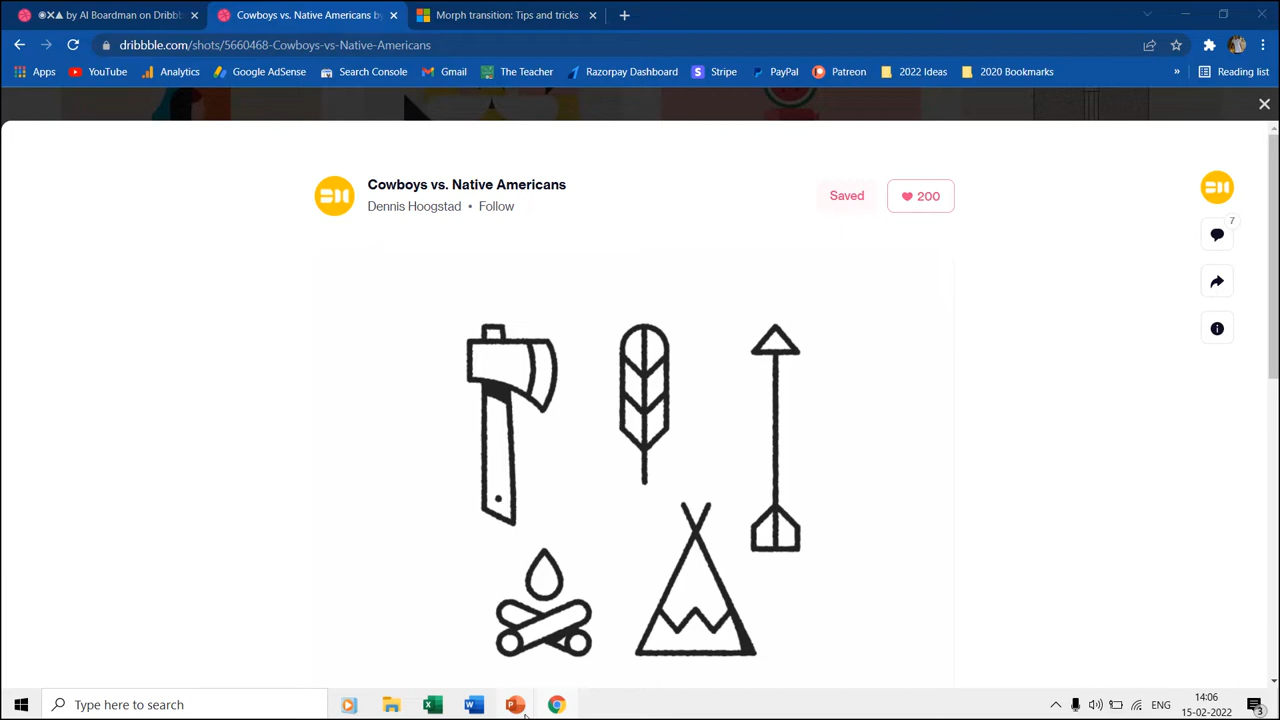 ◉✕▲ by AI Boardman on Dribbb
Cowboys vs. Native Americans by
Morph transition: Tips and tricks
dribbble.com/shots/5660468-Cowboys-vs-Native-Americans
Apps YouTube Analytics Google AdSense Search Console Gmail The Teacher Razorpay Dashboard Stripe PayPal Patreon 2022 Ideas 2020 Bookmarks » Reading list
Cowboys vs. Native Americans
Dennis Hoogstad • Follow
Saved 200
7
Type here to search
ENG
14:06
15-02-2022
3